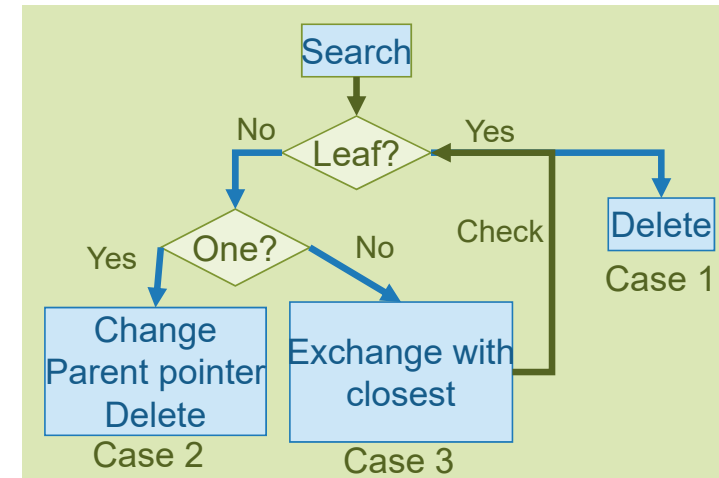 Search
No
Leaf?
Yes
Yes
One?
No
Check
Delete
Case 1
Change
Parent pointer
Delete
Case 2
Exchange with
closest
Case 3